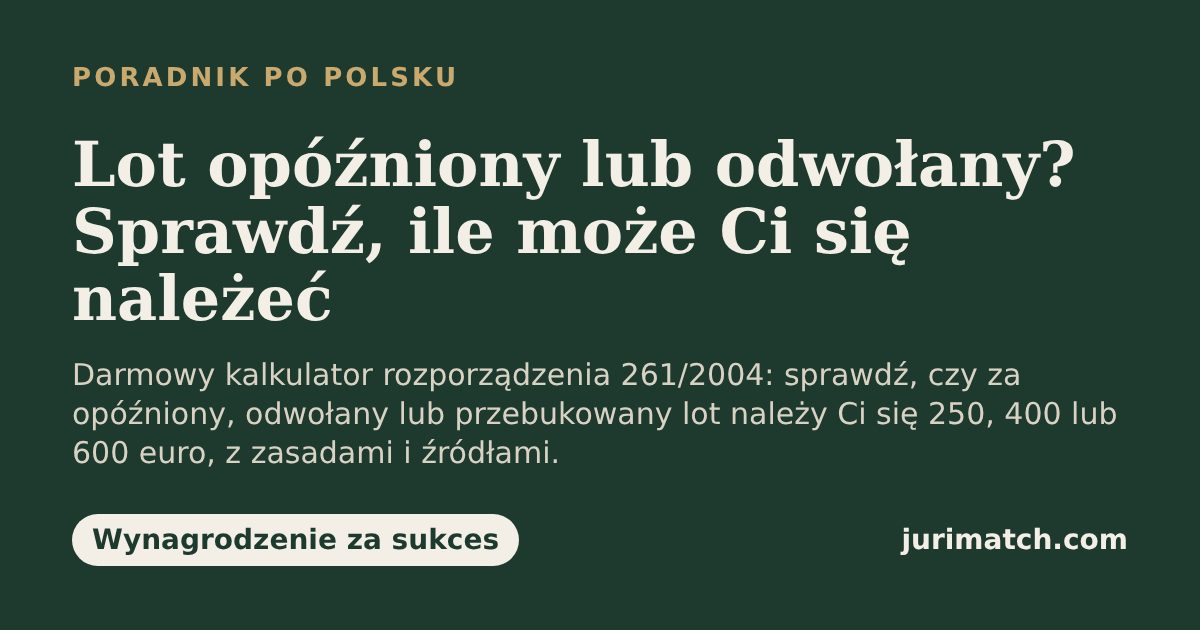 PORADNIK PO POLSKU
Lot opóźniony lub odwołany?
Sprawdź, ile może Ci się
należeć
Darmowy kalkulator rozporządzenia 261/2004: sprawdź, czy za
opóźniony, odwołany lub przebukowany lot należy Ci się 250, 400 lub
600 euro, z zasadami i źródłami.
Wynagrodzenie za sukces
jurimatch.com